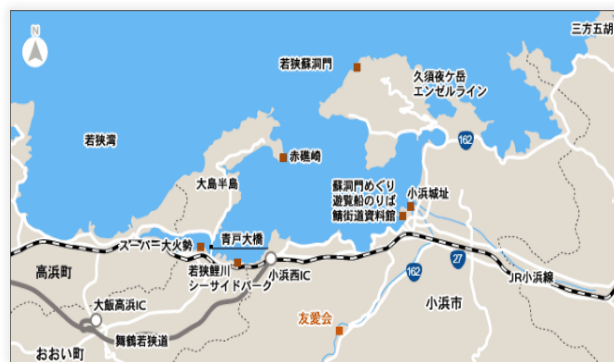 N
三方五胡
若狭蘇洞門
久須夜ケ岳
エンゼルライン
若狭湾
162
赤礁崎
大島半島
蘇洞門めぐり
遊覧船のりば
鯖街道資料館
小浜城址
青戸大橋
スーパー大火勢
若狭鯉川
シーサイドパーク
小浜西IC
27
162
高浜町
JR小浜線
大飯高浜IC
小浜市
友愛会
舞鶴若狭道
おおい町